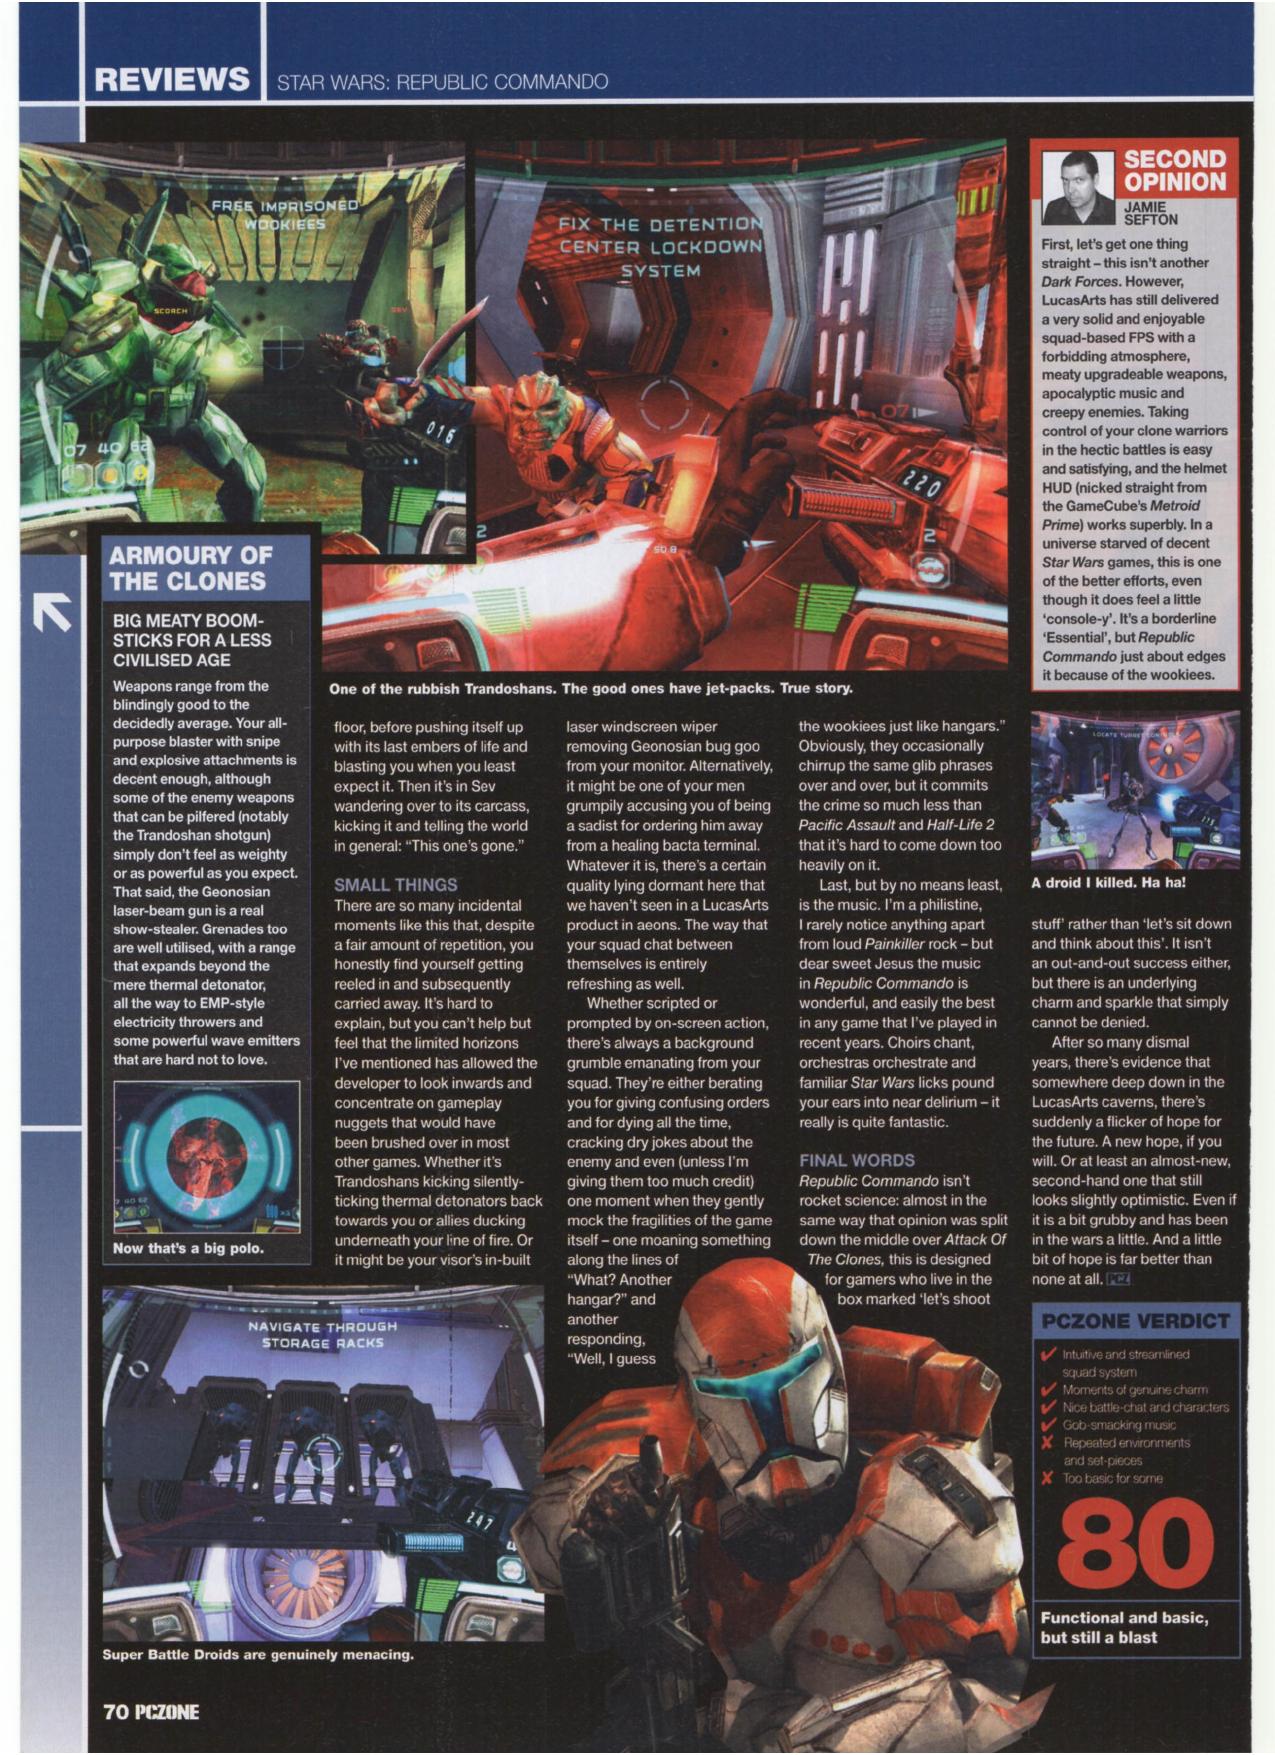 REVIEWS
STAR WARS: REPUBLIC COMMANDO
FREE IMPRISONED
WOOKIEES
SCORCH
SEV
016
07 40 62
FIX THE DETENTION
CENTER LOCKDOWN
SYSTEM
07
220
2
2
ARMOURY OF
THE CLONES
BIG MEATY BOOM-
STICKS FOR A LESS
CIVILISED AGE
Weapons range from the
blindingly good to the
decidedly average. Your all-
purpose blaster with snipe
and explosive attachments is
decent enough, although
some of the enemy weapons
that can be pilfered (notably
the Trandoshan shotgun)
simply don't feel as weighty
or as powerful as you expect.
That said, the Geonosian
laser-beam gun is a real
show-stealer. Grenades too
are well utilised, with a range
that expands beyond the
mere thermal detonator,
all the way to EMP-style
electricity throwers and
some powerful wave emitters
that are hard not to love.
Now that's a big polo.
One of the rubbish Trandoshans. The good ones have jet-packs. True story.
floor, before pushing itself up
with its last embers of life and
blasting you when you least
expect it. Then it's in Sev
wandering over to its carcass,
kicking it and telling the world
in general: "This one's gone."
SMALL THINGS
There are so many incidental
moments like this that, despite
a fair amount of repetition, you
honestly find yourself getting
reeled in and subsequently
carried away. It's hard to
explain, but you can't help but
feel that the limited horizons
I've mentioned has allowed the
developer to look inwards and
concentrate on gameplay
nuggets that would have
been brushed over in most
other games. Whether it's
Trandoshans kicking silently-
ticking thermal detonators back
towards you or allies ducking
underneath your line of fire. Or
it might be your visor's in-built
laser windscreen wiper
removing Geonosian bug goo
from your monitor. Alternatively,
it might be one of your men
grumpily accusing you of being
a sadist for ordering him away
from a healing bacta terminal.
Whatever it is, there's a certain
quality lying dormant here that
we haven't seen in a LucasArts
product in aeons. The way that
your squad chat between
themselves is entirely
refreshing as well.
Whether scripted or
prompted by on-screen action,
there's always a background
grumble emanating from your
squad. They're either berating
you for giving confusing orders
and for dying all the time,
cracking dry jokes about the
enemy and even (unless I'm
giving them too much credit)
one moment when they gently
mock the fragilities of the game
itself – one moaning something
along the lines of
"What? Another
hangar?" and
another
responding,
"Well, I guess
the wookiees just like hangars."
Obviously, they occasionally
chirrup the same glib phrases
over and over, but it commits
the crime so much less than
Pacific Assault and Half-Life 2
that it's hard to come down too
heavily on it.
Last, but by no means least,
is the music. I'm a philistine,
I rarely notice anything apart
from loud Painkiller rock – but
dear sweet Jesus the music
in Republic Commando is
wonderful, and easily the best
in any game that I've played in
recent years. Choirs chant,
orchestras orchestrate and
familiar Star Wars licks pound
your ears into near delirium – it
really is quite fantastic.
FINAL WORDS
Republic Commando isn't
rocket science: almost in the
same way that opinion was split
down the middle over Attack Of
The Clones, this is designed
for gamers who live in the
box marked 'let's shoot
stuff' rather than 'let's sit down
and think about this'. It isn't
an out-and-out success either,
but there is an underlying
charm and sparkle that simply
cannot be denied.
After so many dismal
years, there's evidence that
somewhere deep down in the
LucasArts caverns, there's
suddenly a flicker of hope for
the future. A new hope, if you
will. Or at least an almost-new,
second-hand one that still
looks slightly optimistic. Even if
it is a bit grubby and has been
in the wars a little. And a little
bit of hope is far better than
none at all. PCZ
SECOND
OPINION
JAMIE
SEFTON
First, let's get one thing
straight – this isn't another
Dark Forces. However,
LucasArts has still delivered
a very solid and enjoyable
squad-based FPS with a
forbidding atmosphere,
meaty upgradeable weapons,
apocalyptic music and
creepy enemies. Taking
control of your clone warriors
in the hectic battles is easy
and satisfying, and the helmet
HUD (nicked straight from
the GameCube's Metroid
Prime) works superbly. In a
universe starved of decent
Star Wars games, this is one
of the better efforts, even
though it does feel a little
'console-y'. It's a borderline
'Essential', but Republic
Commando just about edges
it because of the wookiees.
A droid I killed. Ha ha!
NAVIGATE THROUGH
STORAGE RACKS
247
Super Battle Droids are genuinely menacing.
PCZONE VERDICT
✔ Intuitive and streamlined
squad system
✔ Moments of genuine charm
✔ Nice battle-chat and characters
✔ Gob-smacking music
✘ Repeated environments
and set-pieces
✘ Too basic for some
80
Functional and basic,
but still a blast
70 PCZONE